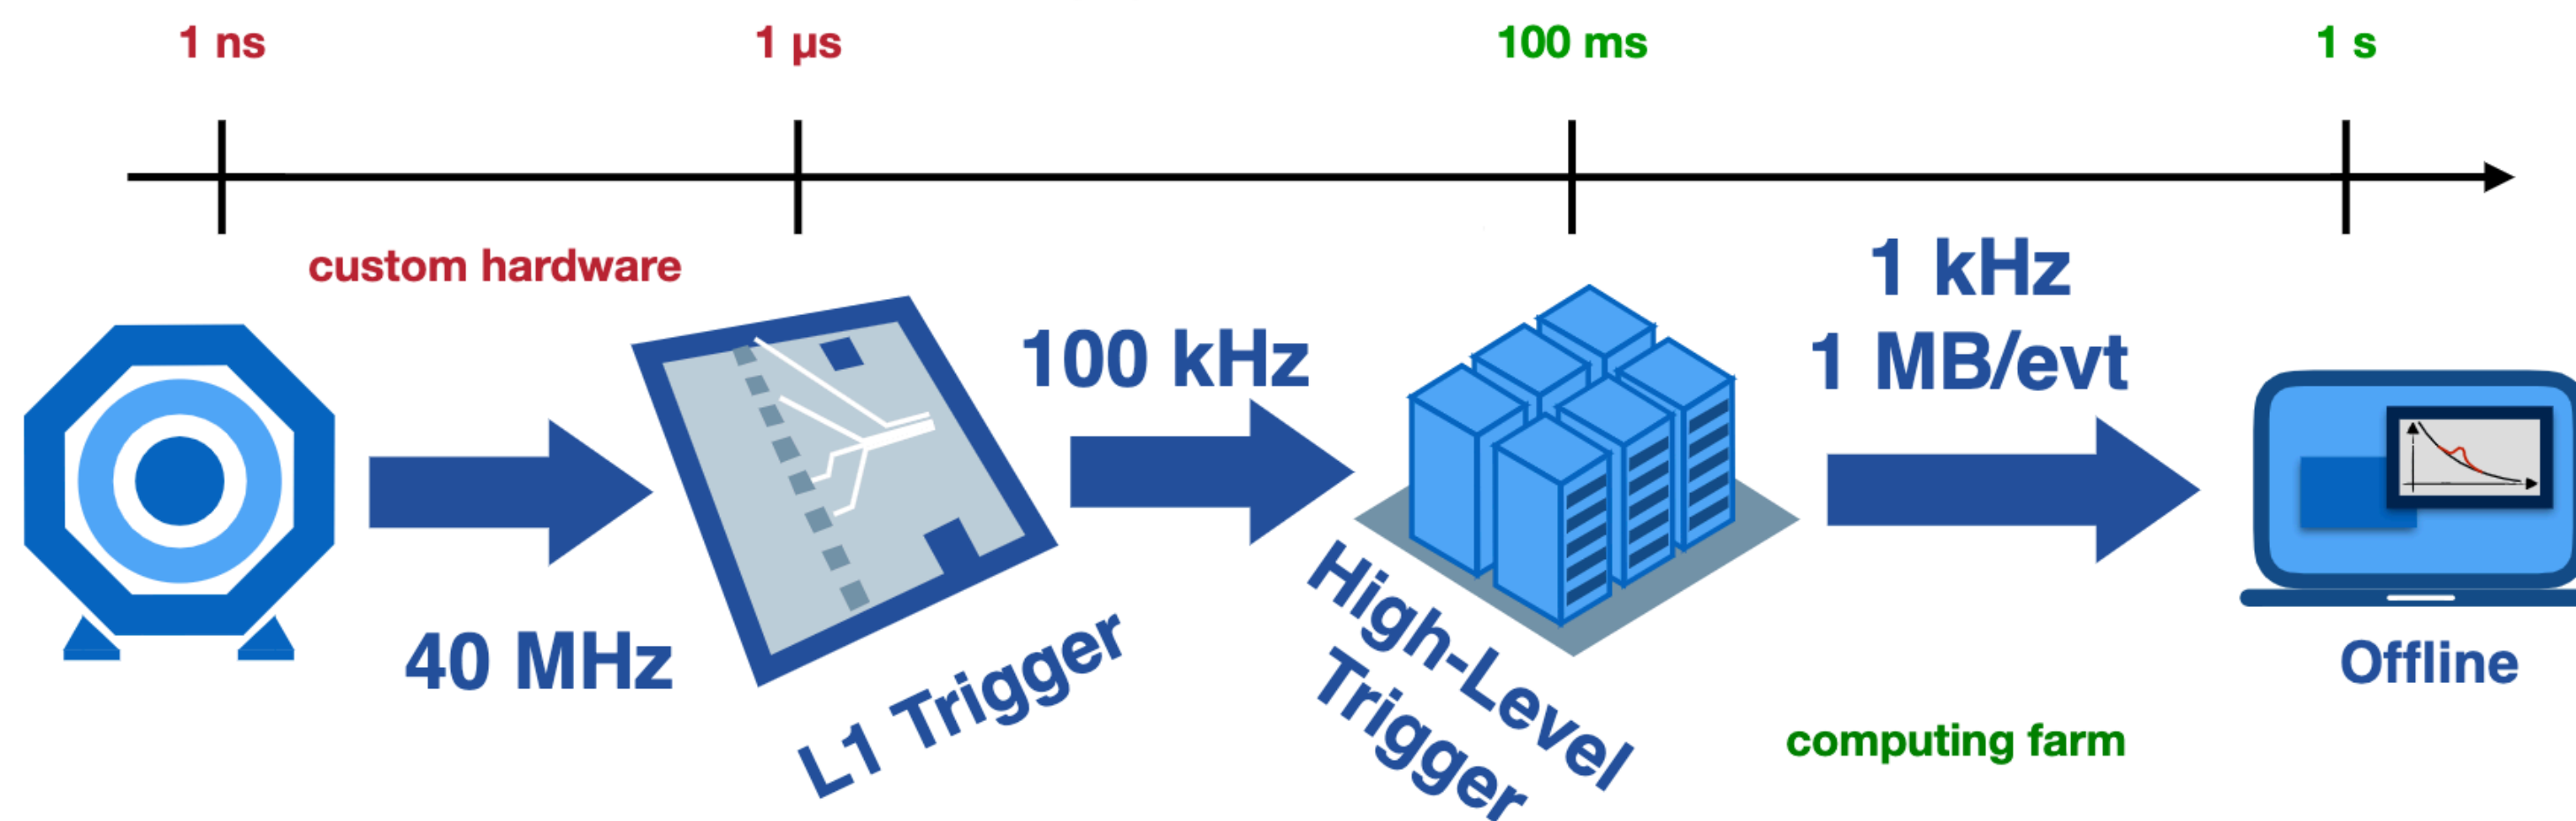 1 ns
1 µs
100 ms
1 s
custom hardware
40 MHz
L1 Trigger
100 kHz
High-Level
Trigger
1 kHz
1 MB/evt
computing farm
Offline